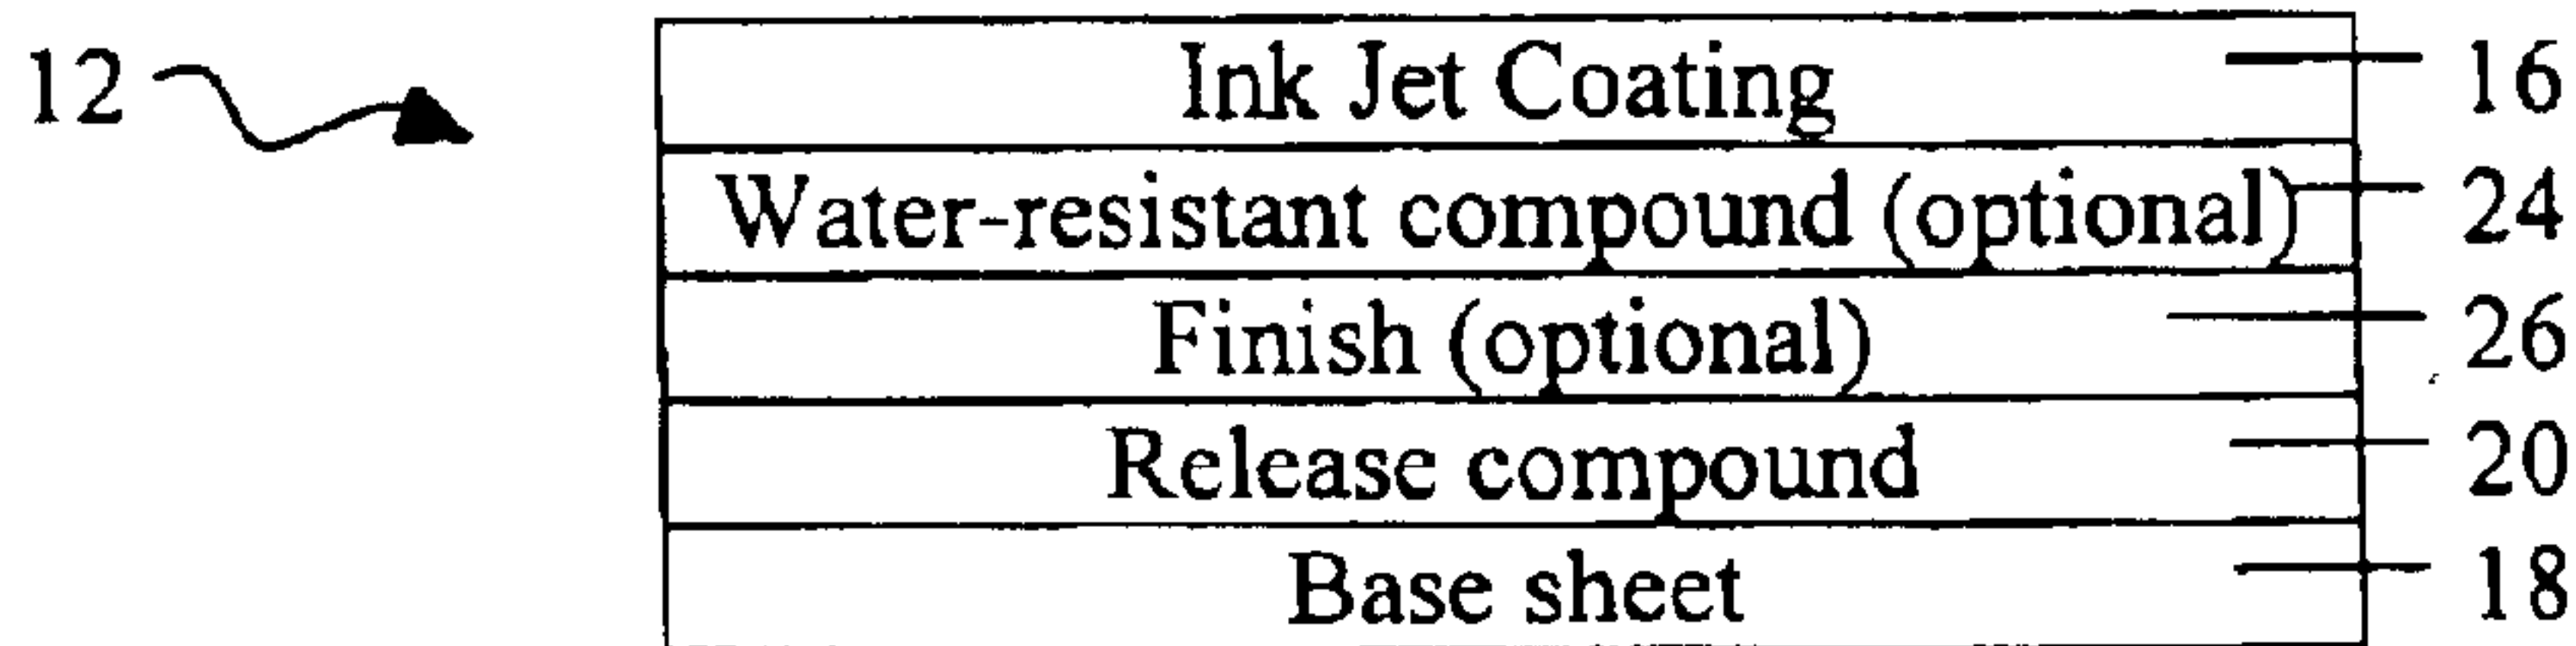 12
Ink Jet Coating 16
Water-resistant compound (optional) 24
Finish (optional) 26
Release compound 20
Base sheet 18